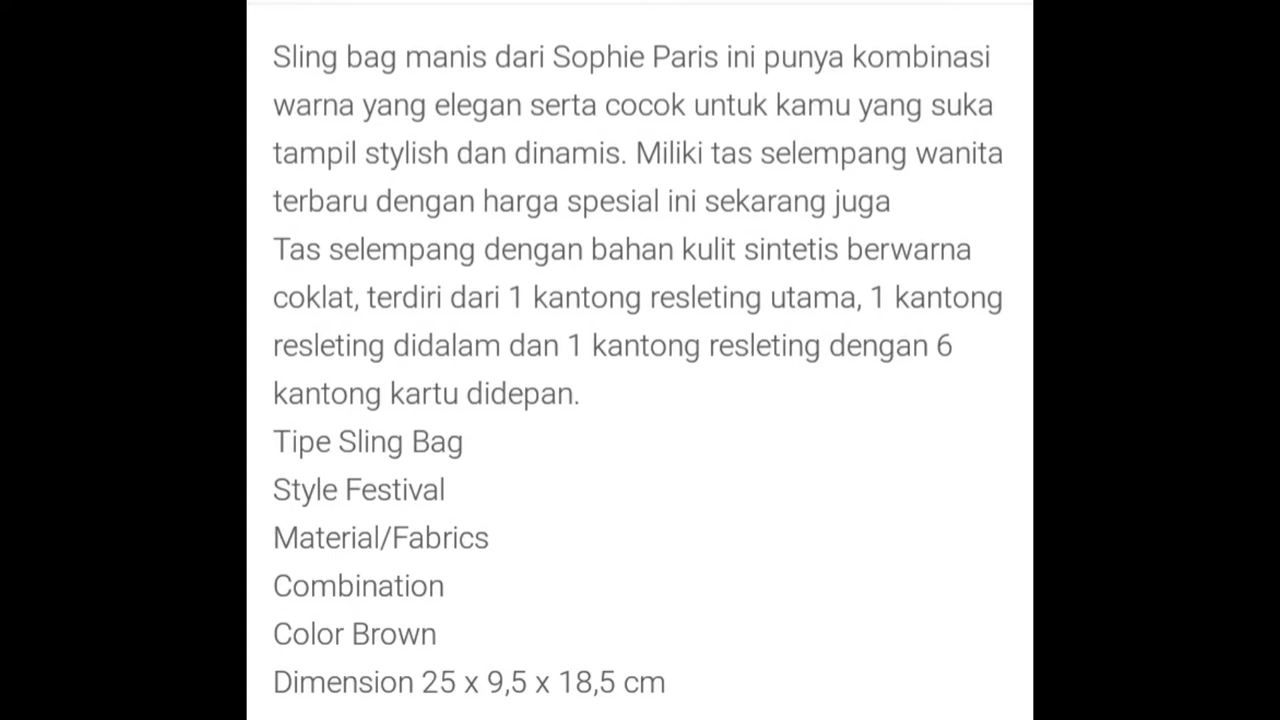 Sling bag manis dari Sophie Paris ini punya kombinasi
warna yang elegan serta cocok untuk kamu yang suka
tampil stylish dan dinamis. Miliki tas selempang wanita
terbaru dengan harga spesial ini sekarang juga
Tas selempang dengan bahan kulit sintetis berwarna
coklat, terdiri dari 1 kantong resleting utama, 1 kantong
resleting didalam dan 1 kantong resleting dengan 6
kantong kartu didepan.
Tipe Sling Bag
Style Festival
Material/Fabrics
Combination
Color Brown
Dimension 25 x 9,5 x 18,5 cm